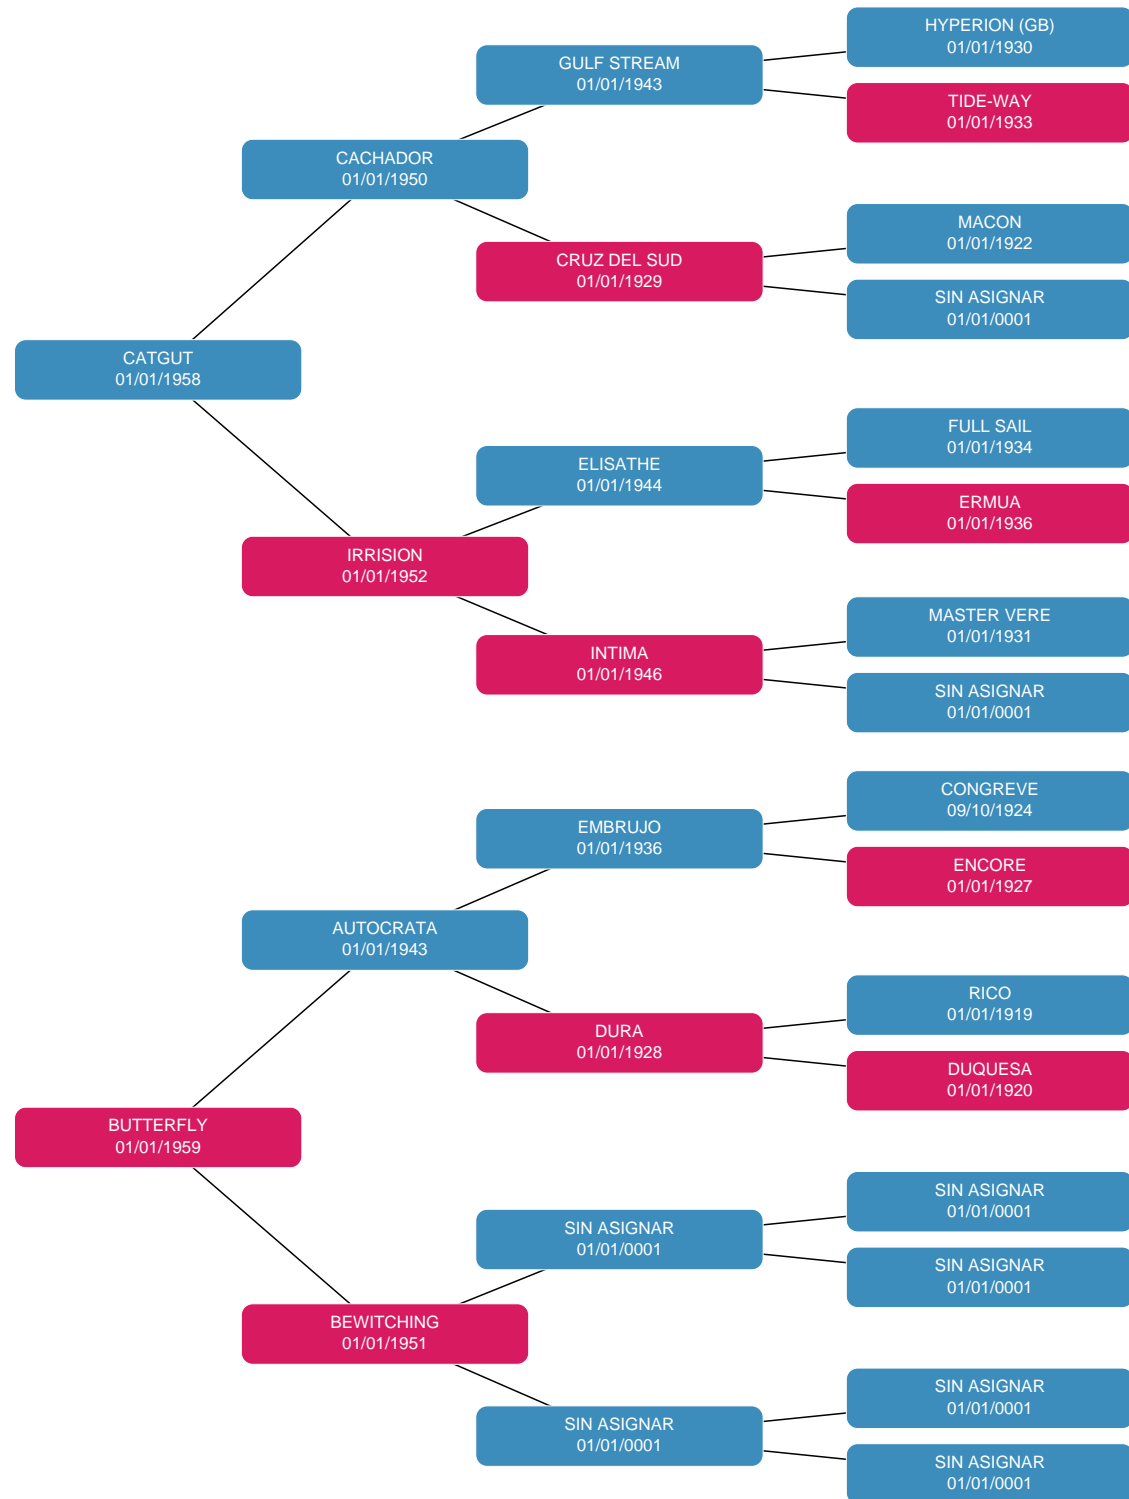 HYPERION (GB)
01/01/1930
GULF STREAM
01/01/1943
TIDE-WAY
01/01/1933
CACHADOR
01/01/1950
MACON
01/01/1922
CRUZ DEL SUD
01/01/1929
SIN ASIGNAR
01/01/0001
CATGUT
01/01/1958
FULL SAIL
01/01/1934
ELISATHE
01/01/1944
ERMUA
01/01/1936
IRRISION
01/01/1952
MASTER VERE
01/01/1931
INTIMA
01/01/1946
SIN ASIGNAR
01/01/0001
CONGREVE
09/10/1924
EMBRUJO
01/01/1936
ENCORE
01/01/1927
AUTOCRATA
01/01/1943
RICO
01/01/1919
DURA
01/01/1928
DUQUESA
01/01/1920
BUTTERFLY
01/01/1959
SIN ASIGNAR
01/01/0001
SIN ASIGNAR
01/01/0001
SIN ASIGNAR
01/01/0001
BEWITCHING
01/01/1951
SIN ASIGNAR
01/01/0001
SIN ASIGNAR
01/01/0001
SIN ASIGNAR
01/01/0001